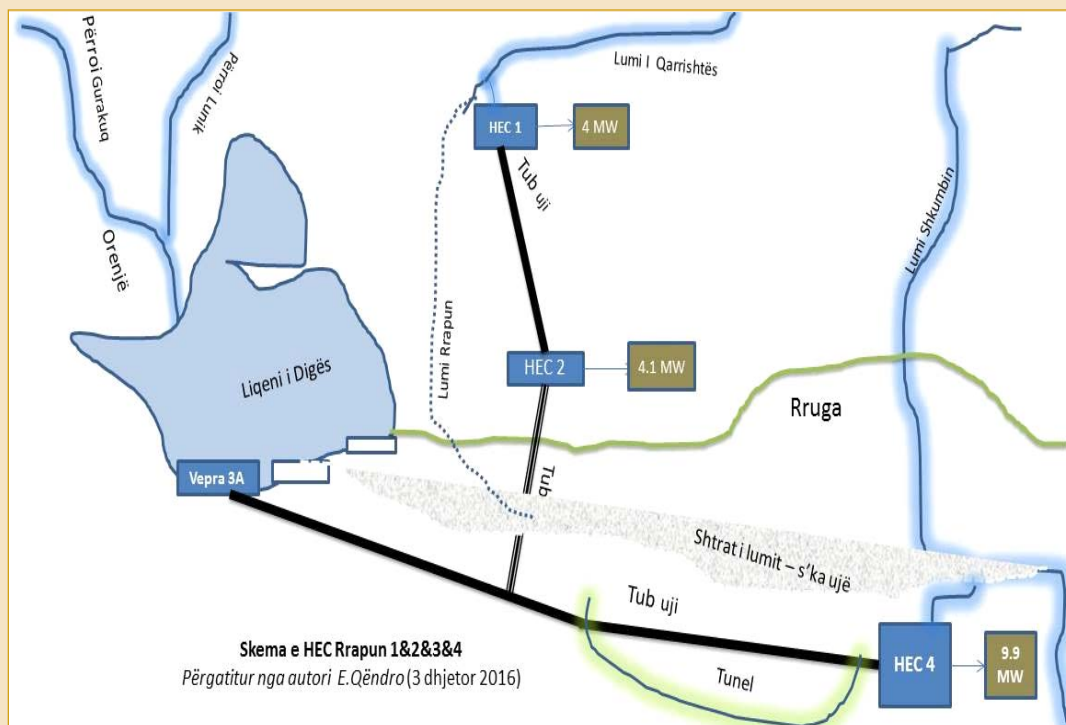 Përroi Gurakuq
Përroi Lunik
Orenjë
Lumi I Qarrishtës
HEC 1
4 MW
Tub uji
Lumi Rrapun
Lumi Shkumbin
HEC 2
4.1 MW
Liqeni i Digës
Rruga
Vepra 3A
Tub
Shtrat i lumit – s’ka ujë
Tub uji
HEC 4
9.9
MW
Tunel
Skema e HEC Rrapun 1&2&3&4
Përgatitur nga autori E.Qëndro (3 dhjetor 2016)